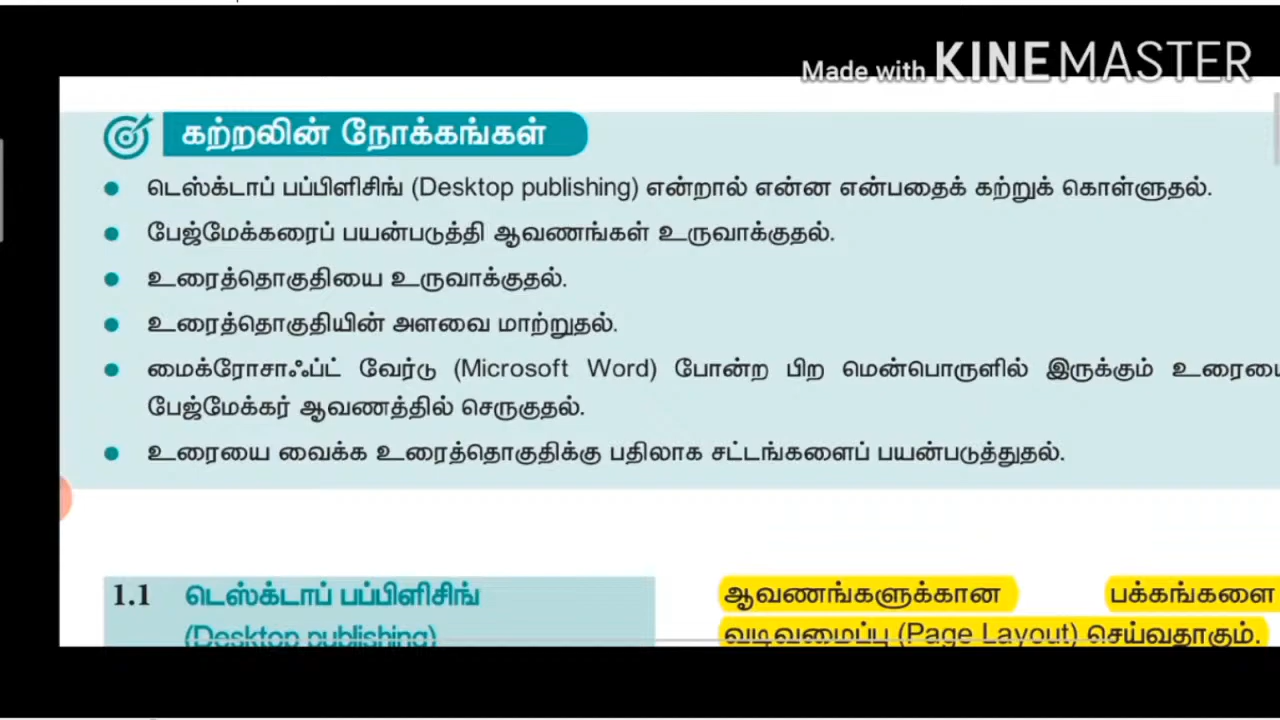 Made with KINEMASTER
கற்றலின் நோக்கங்கள்
டெஸ்க்டாப் பப்பிளிசிங் (Desktop publishing) என்றால் என்ன என்பதைக் கற்றுக் கொள்ளுதல்.
பேஜ்மேக்கரைப் பயன்படுத்தி ஆவணங்கள் உருவாக்குதல்.
உரைத்தொகுதியை உருவாக்குதல்.
உரைத்தொகுதியின் அளவை மாற்றுதல்.
மைக்ரோசாஃப்ட் வேர்டு (Microsoft Word) போன்ற பிற மென்பொருளில் இருக்கும் உரையை
பேஜ்மேக்கர் ஆவணத்தில் செருகுதல்.
உரையை வைக்க உரைத்தொகுதிக்கு பதிலாக சட்டங்களைப் பயன்படுத்துதல்.
1.1 டெஸ்க்டாப் பப்பிளிசிங்
(Desktop publishing)
ஆவணங்களுக்கான பக்கங்களை
வடிவமைப்பு (Page Layout) செய்வதாகும்.